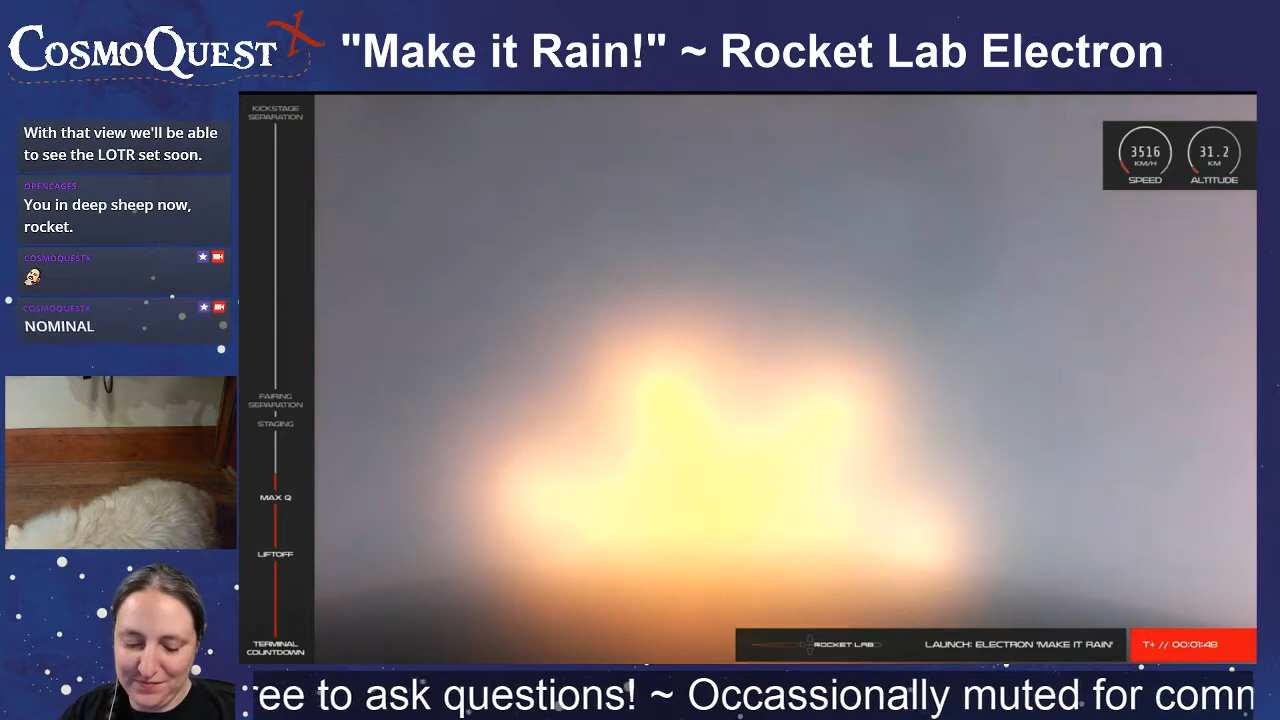 COSMOQUEST X
"Make it Rain!" ~ Rocket Lab Electron
With that view we'll be able
to see the LOTR set soon.
OPENCAGES
You in deep sheep now,
rocket.
COSMOQUESTX
COSMOQUESTX
NOMINAL
KICKSTAGE
SEPARATION
FAIRING
SEPARATION
STAGING
MAX Q
LIFTOFF
TERMINAL
COUNTDOWN
3516
KM/H
SPEED
31.2
KM
ALTITUDE
ROCKET LAB
LAUNCH: ELECTRON 'MAKE IT RAIN'
T+ // 00:01:48
ree to ask questions! ~ Occassionally muted for comm